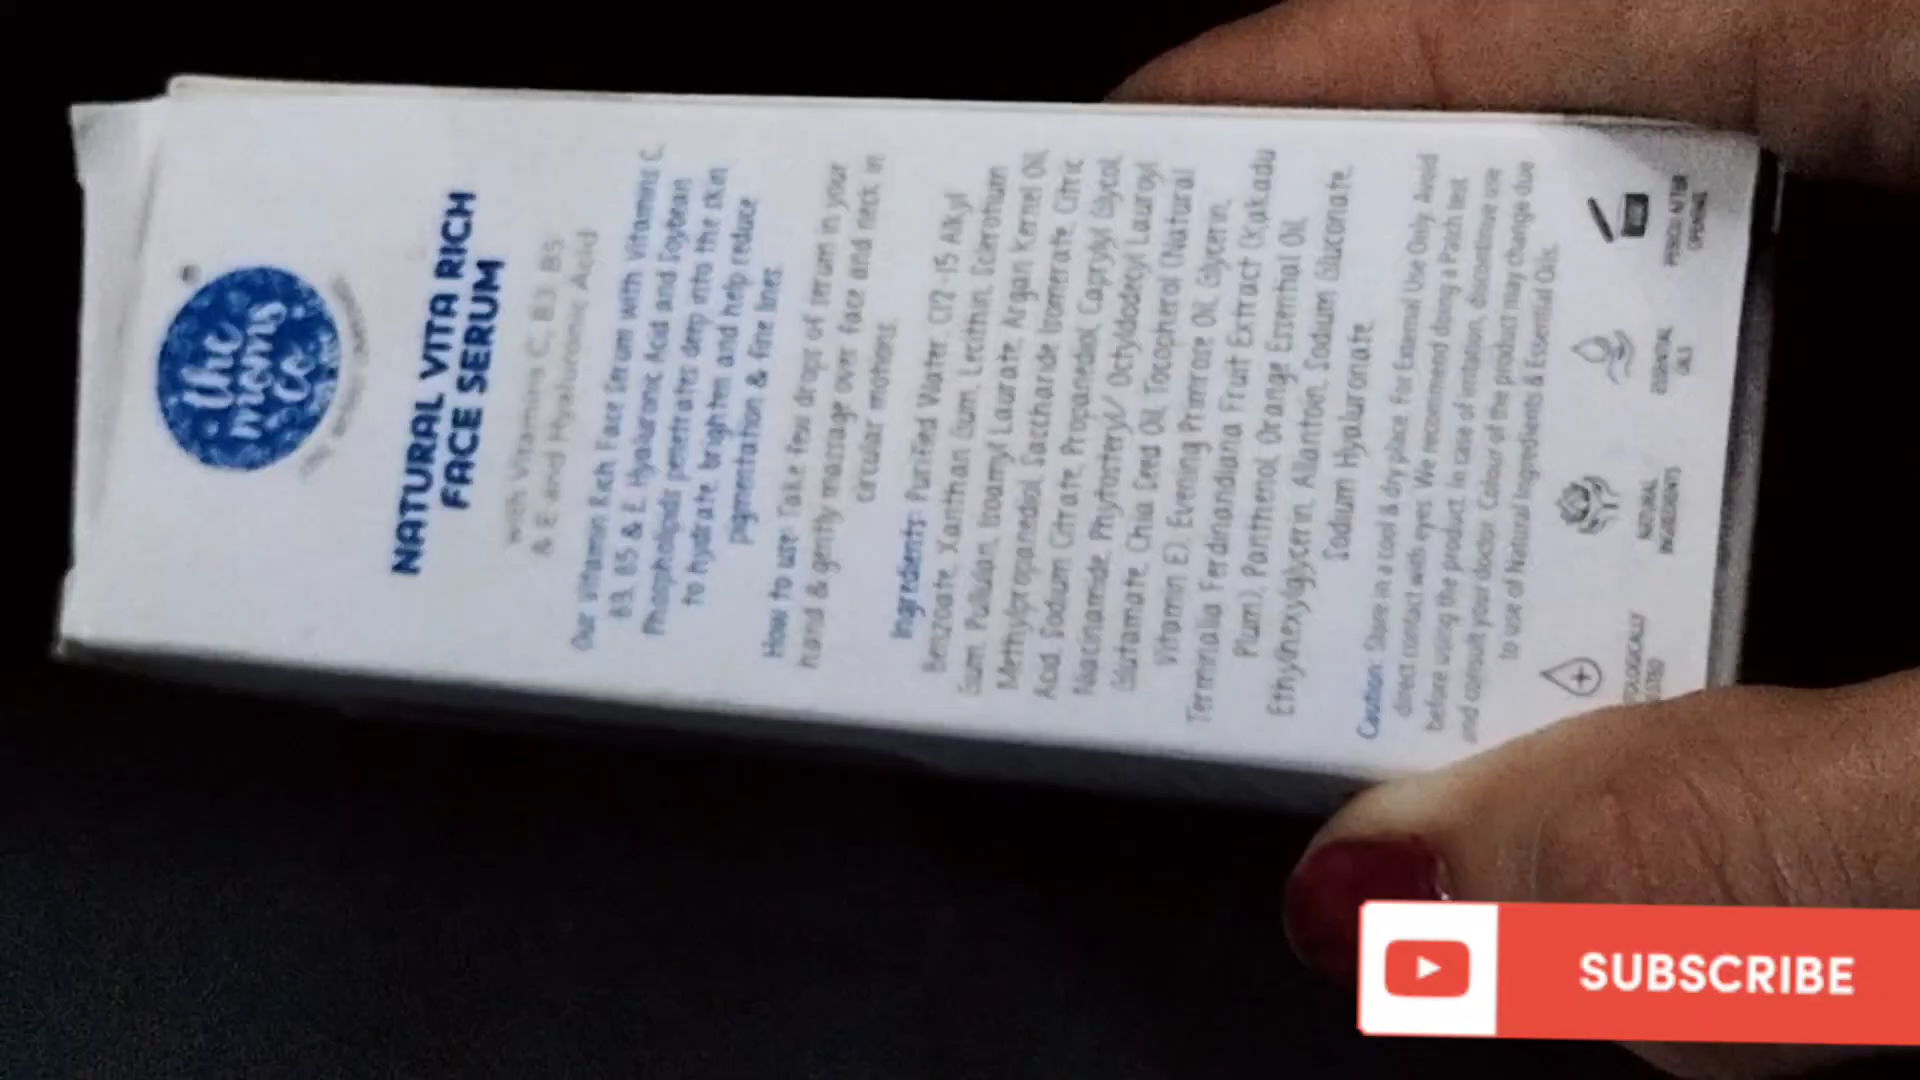 the
moms
co.
NATURAL VITA RICH
FACE SERUM
with Vitamins C, B3, B5
& E and Hyaluronic Acid
Our Vitamin Rich Face Serum with Vitamins C,
B3, B5 & E, Hyaluronic Acid and Soybean
Phospholipids penetrates deep into the skin
to hydrate, brighten and help reduce
pigmentation & fine lines.
How to use: Take few drops of serum in your
hand & gently massage over face and neck in
circular motions.
Ingredients: Purified Water, C12-15 Alkyl
Benzoate, Xanthan Gum, Lecithin, Sclerotium
Gum, Pullulan, Isoamyl Laurate, Argan Kernel Oil,
Methylpropanediol, Saccharide Isomerate, Citric
Acid, Sodium Citrate, Propanediol, Caprylyl Glycol,
Niacinamide, Phytosteryl/ Octyldodecyl Lauroyl
Glutamate, Chia Seed Oil, Tocopherol (Natural
Vitamin E), Evening Primrose Oil, Glycerin,
Terminalia Ferdinandiana Fruit Extract (Kakadu
Plum), Panthenol, Orange Essential Oil,
Ethylhexylglycerin, Allantoin, Sodium Gluconate,
Sodium Hyaluronate.
Caution: Store in a cool & dry place. For External Use Only. Avoid
direct contact with eyes. We recommend doing a Patch test
before using the product. In case of irritation, discontinue use
and consult your doctor. Colour of the product may change due
to use of Natural Ingredients & Essential Oils.
NATURAL
INGREDIENTS
ESSENTIAL
OILS
PERIOD AFTER
OPENING
SUBSCRIBE